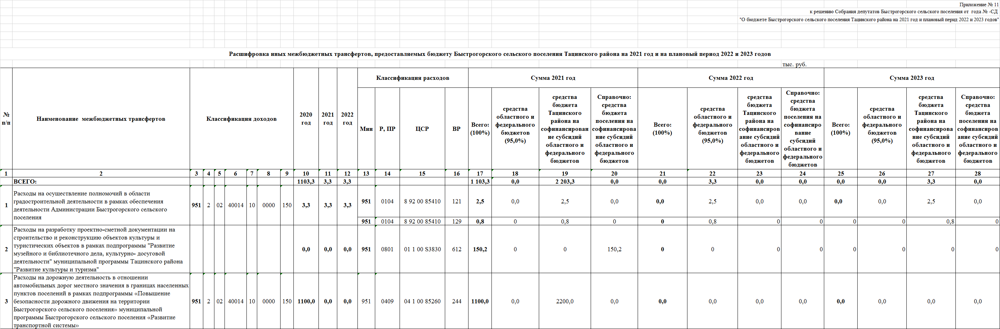 Приложение № 11
к решению Собрания депутатов Быстрогорского сельского поселения от  года № -СД
"О бюджете Быстрогорского сельского поселения Тацинского района на 2021 год и плановый перид 2022 и 2023 годов"
Расшифровка иных межбюджетных трансфертов, предоставляемых бюджету Быстрогорского сельского поселения Тацинского района на 2021 год и на плановый период 2022 и 2023 годов
тыс. руб.
№ п/п
Наименование  межбюджетных трансфертов
Классификация доходов
2020 год
2021 год
2022 год
Классификация расходов
Сумма 2021 год
Сумма 2022 год
Сумма 2023 год
Мин
Р, ПР
ЦСР
ВР
Всего:
(100%)
средства
областного и
федерального
бюджетов
(95,0%)
средства
бюджета
Тацинского
района на
софинансирован
ие субсидий
областного и
федерального
бюджетов
Справочно:
средства
бюджета
поселения на
софинансирова
ние субсидий
областного и
федерального
бюджетов
Всего:
(100%)
средства
областного и
федерального
бюджетов
(95,0%)
средства
бюджета
Тацинского
района на
софинансиров
ание субсидий
областного и
федерального
бюджетов
Справочно:
средства
бюджета
поселения на
софинансиро
вание
субсидий
областного и
федерального
бюджетов
Всего:
(100%)
средства
областного и
федерального
бюджетов
(95,0%)
средства
бюджета
Тацинского
района на
софинансирова
ние субсидий
областного и
федерального
бюджетов
Справочно:
средства
бюджета
поселения на
софинансиров
ание субсидий
областного и
федерального
бюджетов
1 2 3 4 5 6 7 8 9 10 11 12 13 14 15 16 17 18 19 20 21 22 23 24 25 26 27 28
ВСЕГО: 1103,3 3,3 3,3 1 103,3 0,0 2 203,3 0,0 0,0 3,3 0,0 0,0 0,0 0,0 3,3 0,0
1
Расходы на осуществление полномочий в области
градостроительной деятельности в рамках обеспечения
деятельности Администрации Быстрогорского сельского
поселения
951 2 02 40014 10 0000 150 3,3 3,3 3,3
951 0104 8 92 00 85410 121 2,5 0,0 2,5 0,0 0,0 2,5 0,0 0,0 0,0 0,0 2,5 0,0
951 0104 8 92 00 85410 129 0,8 0 0,8 0 0 0,8 0 0 0 0 0,8 0
2
Расходы на разработку проектно-сметной документации на
строительство и реконструкцию объектов культуры и
туристических объектов в рамках подпрограммы "Развитие
музейного и библиотечного дела, культурно- досуговой
деятельности" муниципальной программы Тацинского района
"Развитие культуры и туризма"
0,0 0,0 0,0 951 0801 01 1 00 S3830 612 150,2 0 0 150,2 0 0 0 0 0 0 0 0
3
Расходы на дорожную деятельность в отношении
автомобильных дорог местного значения в границах населенных
пунктов поселений в рамках подпрограммы «Повышение
безопасности дорожного движения на территории
Быстрогорского сельского поселения» муниципальной
программы Быстрогорского сельского поселения «Развитие
транспортной системы»
951 2 02 40014 10 0000 150 1100,0 0,0 0,0 951 0409 04 1 00 85260 244 1100,0 0,0 2200,0 0,0 0,0 0,0 0,0 0,0 0,0 0,0 0,0 0,0